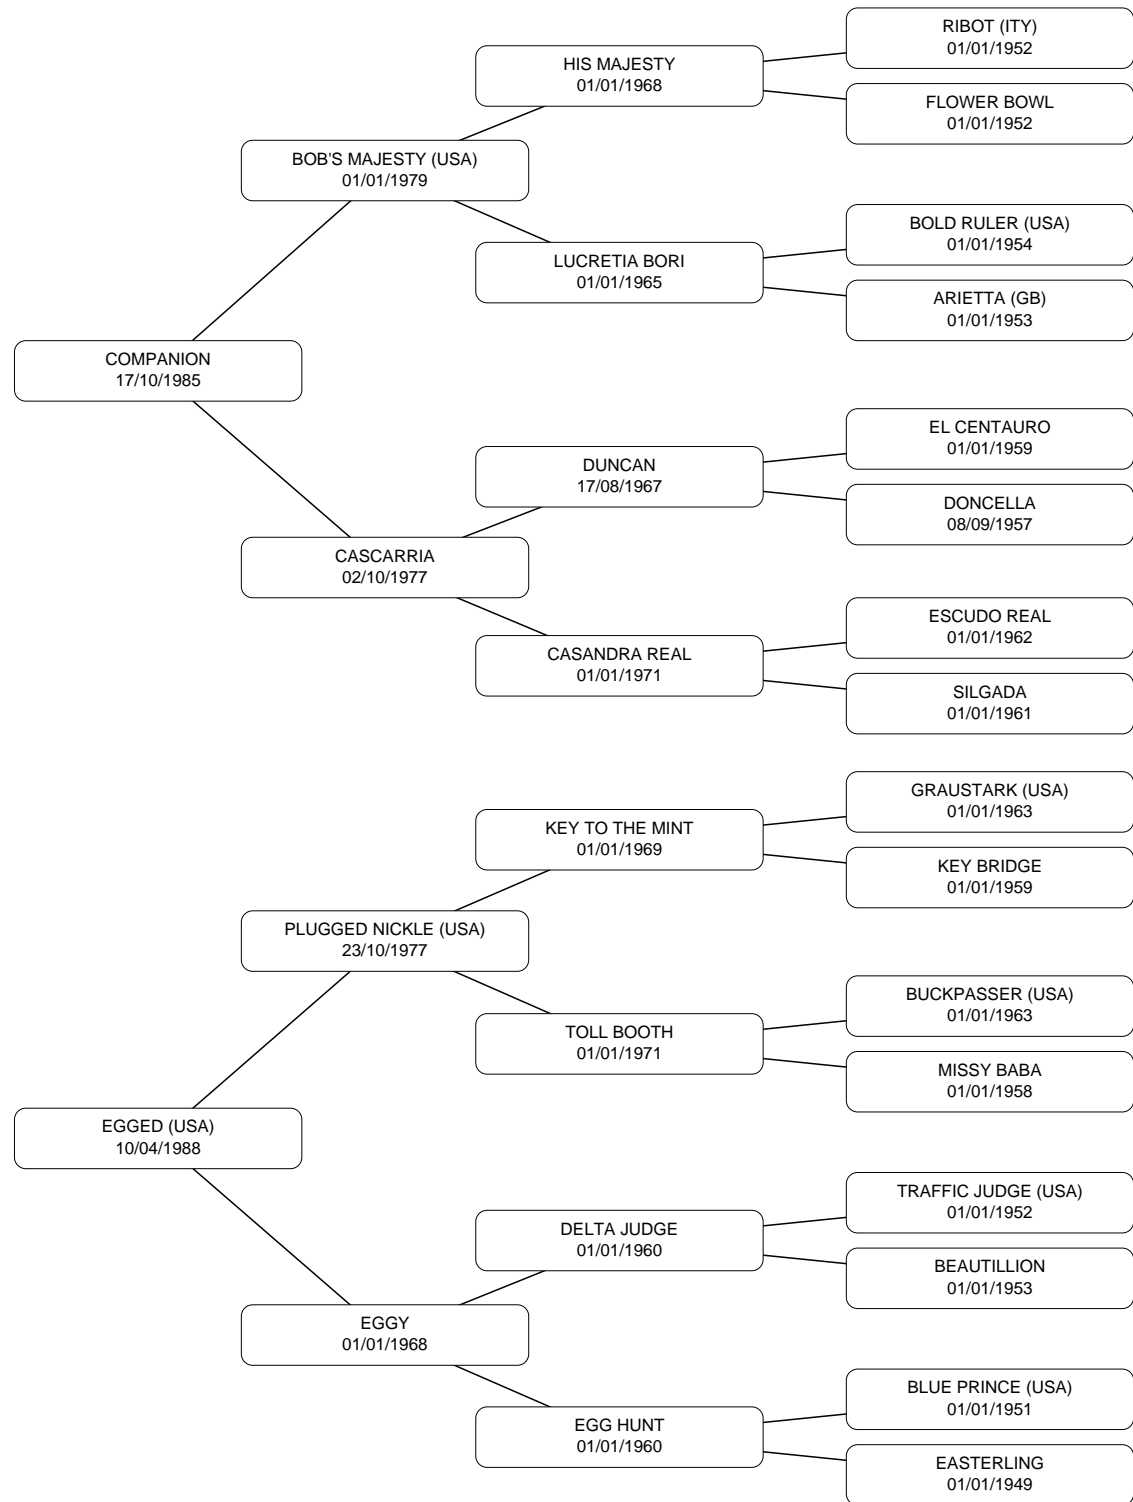 RIBOT (ITY)
01/01/1952
HIS MAJESTY
01/01/1968
FLOWER BOWL
01/01/1952
BOB'S MAJESTY (USA)
01/01/1979
BOLD RULER (USA)
01/01/1954
LUCRETIA BORI
01/01/1965
ARIETTA (GB)
01/01/1953
COMPANION
17/10/1985
EL CENTAURO
01/01/1959
DUNCAN
17/08/1967
DONCELLA
08/09/1957
CASCARRIA
02/10/1977
ESCUDO REAL
01/01/1962
CASANDRA REAL
01/01/1971
SILGADA
01/01/1961
GRAUSTARK (USA)
01/01/1963
KEY TO THE MINT
01/01/1969
KEY BRIDGE
01/01/1959
PLUGGED NICKLE (USA)
23/10/1977
BUCKPASSER (USA)
01/01/1963
TOLL BOOTH
01/01/1971
MISSY BABA
01/01/1958
EGGED (USA)
10/04/1988
TRAFFIC JUDGE (USA)
01/01/1952
DELTA JUDGE
01/01/1960
BEAUTILLION
01/01/1953
EGGY
01/01/1968
BLUE PRINCE (USA)
01/01/1951
EGG HUNT
01/01/1960
EASTERLING
01/01/1949